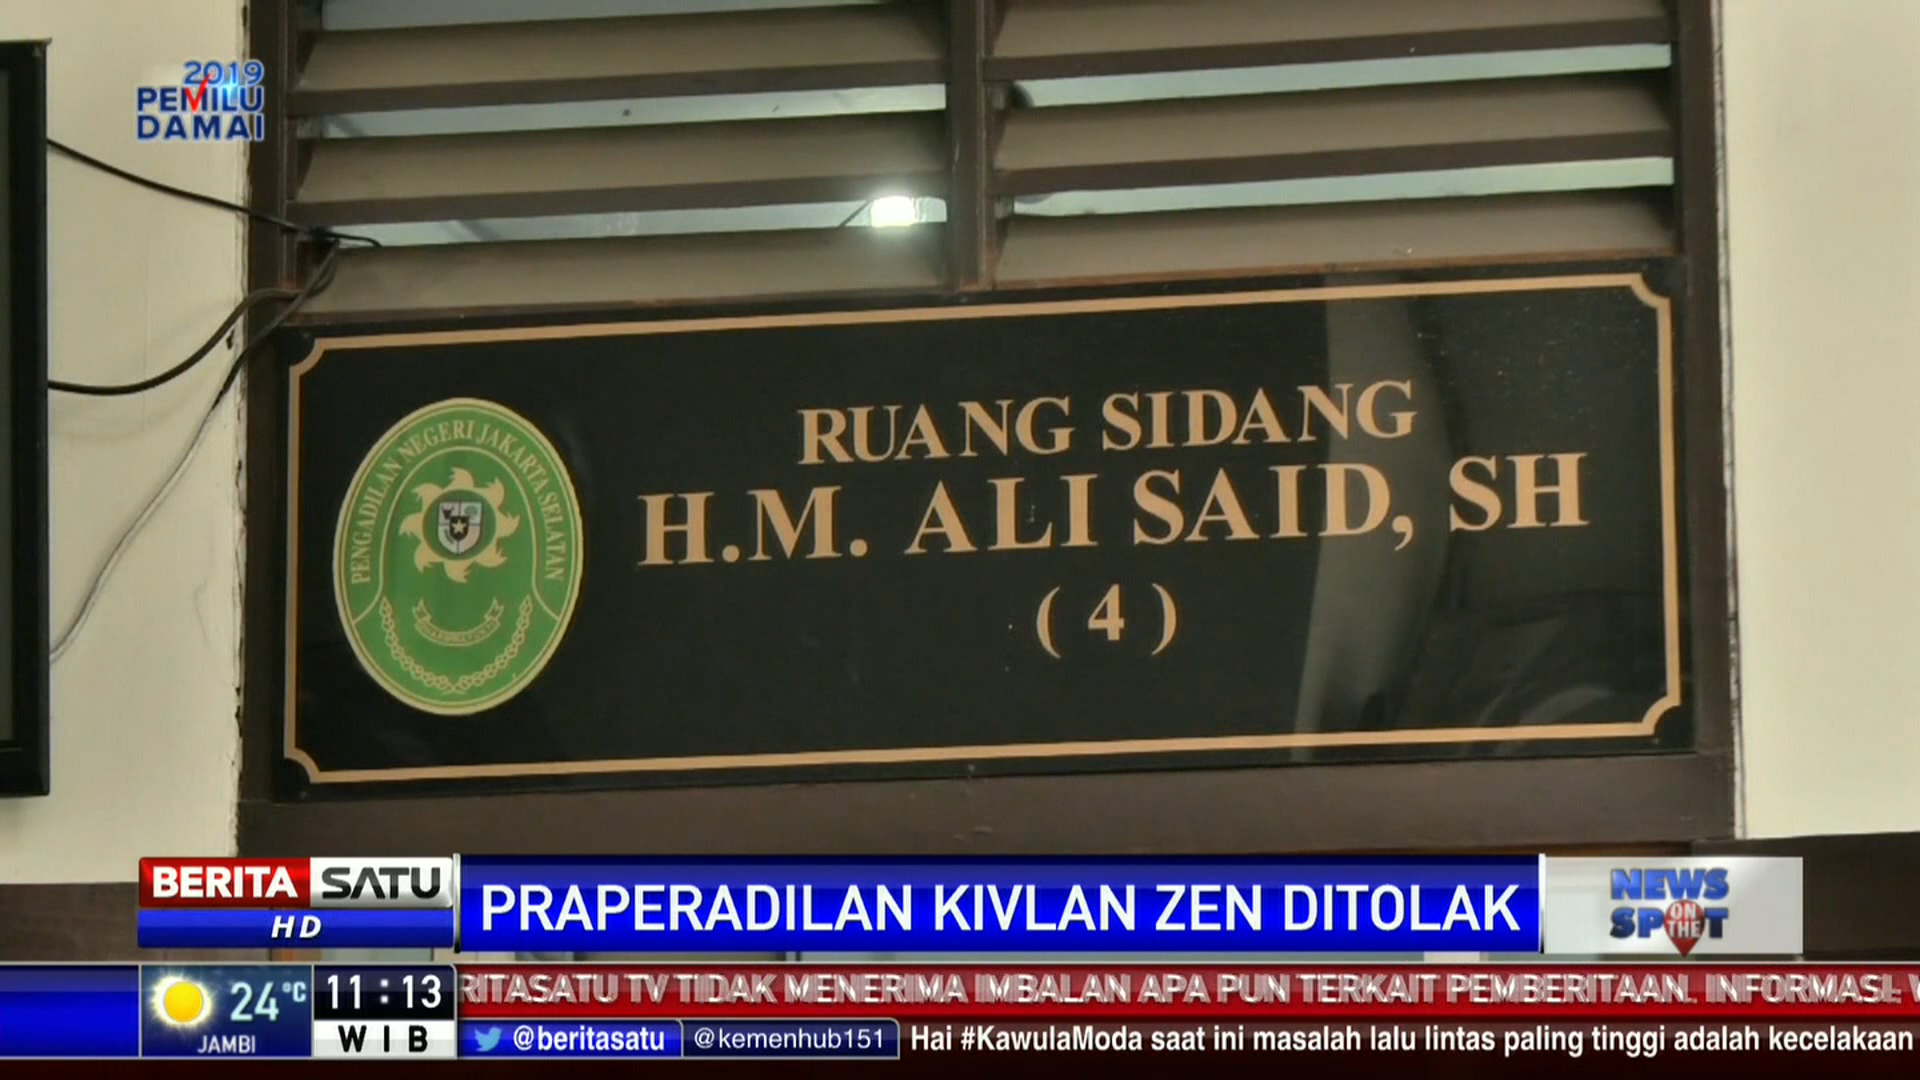 2019
PEMILU
DAMAI
PENGADILAN NEGERI JAKARTA SELATAN
RUANG SIDANG
H.M. ALI SAID, SH
( 4 )
BERITA SATU
HD
PRAPERADILAN KIVLAN ZEN DITOLAK
NEWS
ON THE
SPOT
24°C
JAMBI
11:13
WIB
RITASATU TV TIDAK MENERIMA IMBALAN APA PUN TERKAIT PEMBERITAAN. INFORMASI:
@beritasatu
@kemenhub151
Hai #KawulaModa saat ini masalah lalu lintas paling tinggi adalah kecelakaan